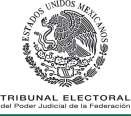 ESTADOS UNIDOS MEXICANOS
TRIBUNAL ELECTORAL
del Poder Judicial de la Federación